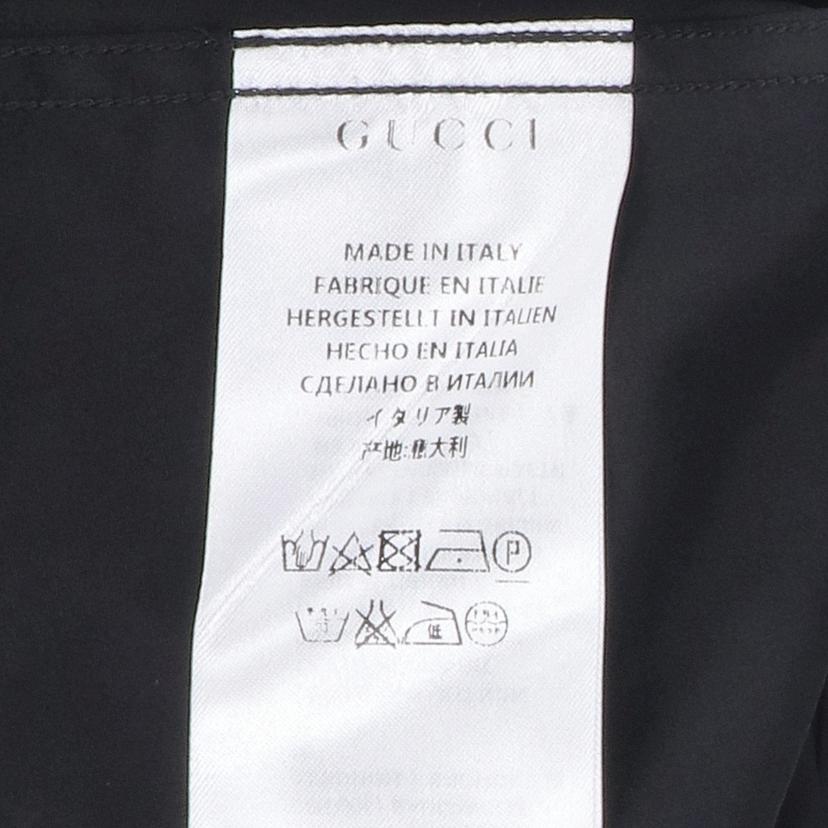 GUCCI
MADE IN ITALY
FABRIQUE EN ITALIE
HERGESTELLT IN ITALIEN
HECHO EN ITALIA
СДЕЛАНО В ИТАЛИИ
イタリア製
产地:意大利
P
低